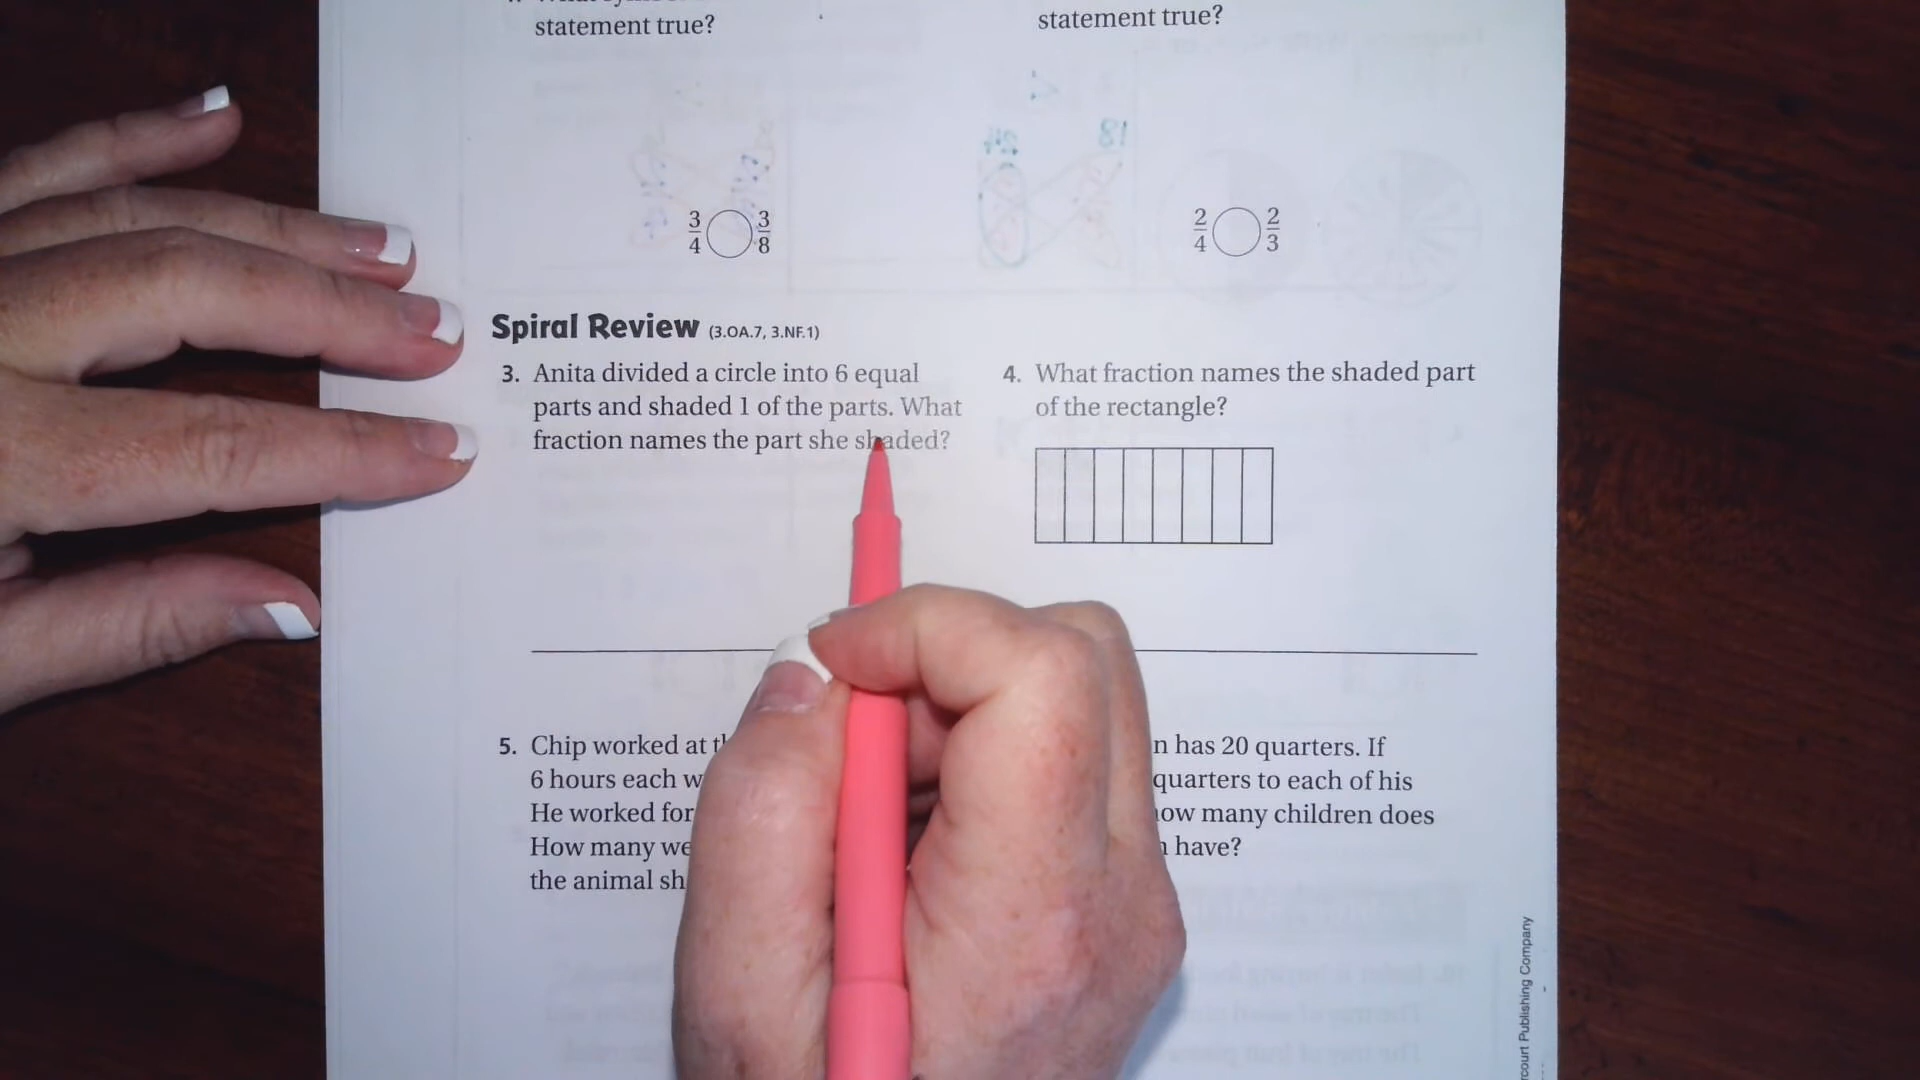 statement true?
statement true?
3/4 ◯ 3/8
2/4 ◯ 2/3
Spiral Review (3.OA.7, 3.NF.1)
3. Anita divided a circle into 6 equal
parts and shaded 1 of the parts. What
fraction names the part she shaded?
4. What fraction names the shaded part
of the rectangle?
5. Chip worked at
6 hours each
He worked for
How many
the animal
has 20 quarters. If
quarters to each of his
how many children does
have?
Publishing Company